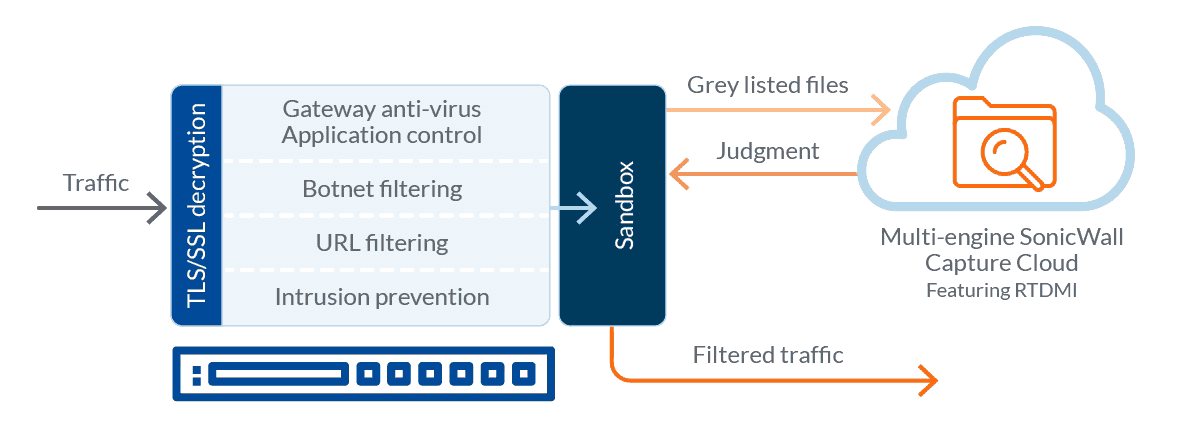 Traffic
TLS/SSL decryption
Gateway anti-virus
Application control
Botnet filtering
URL filtering
Intrusion prevention
Sandbox
Grey listed files
Judgment
Multi-engine SonicWall
Capture Cloud
Featuring RTDMI
Filtered traffic